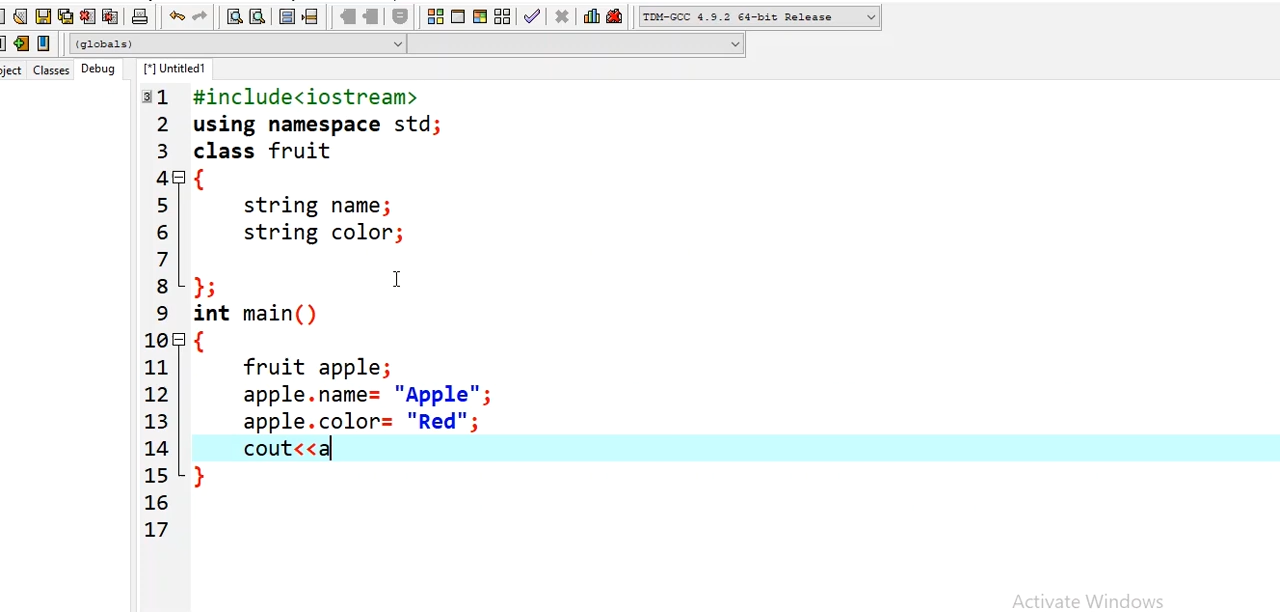 TDM-GCC 4.9.2 64-bit Release
(globals)
Classes Debug [*] Untitled1
1 #include<iostream>
2 using namespace std;
3 class fruit
4 {
5 string name;
6 string color;
7
8 };
9 int main()
10 {
11 fruit apple;
12 apple.name= "Apple";
13 apple.color= "Red";
14 cout<<a
15 }
16
17
Activate Windows